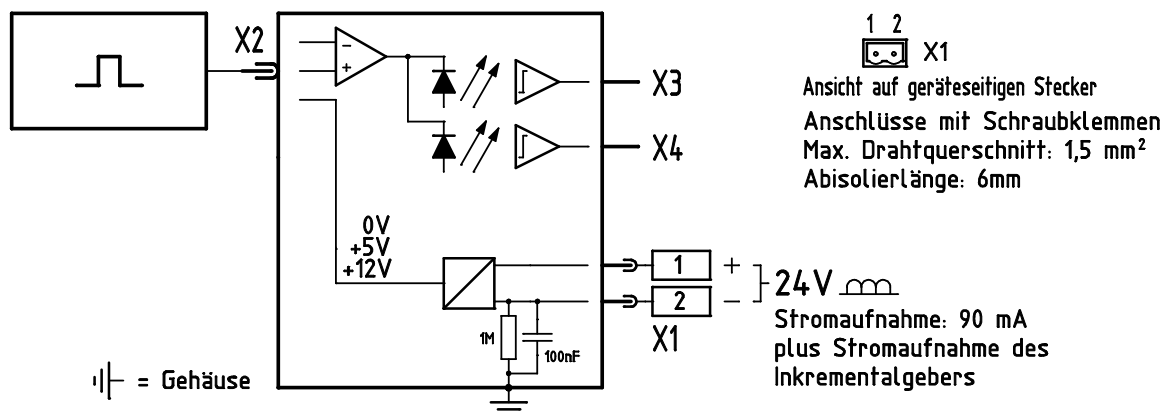 X2
−
+
X3
X4
0V
+5V
+12V
1 +
2 −
X1
24V
1M
100nF
= Gehäuse
1 2
X1
Ansicht auf geräteseitigen Stecker
Anschlüsse mit Schraubklemmen
Max. Drahtquerschnitt: 1,5 mm²
Abisolierlänge: 6mm
Stromaufnahme: 90 mA
plus Stromaufnahme des
Inkrementalgebers